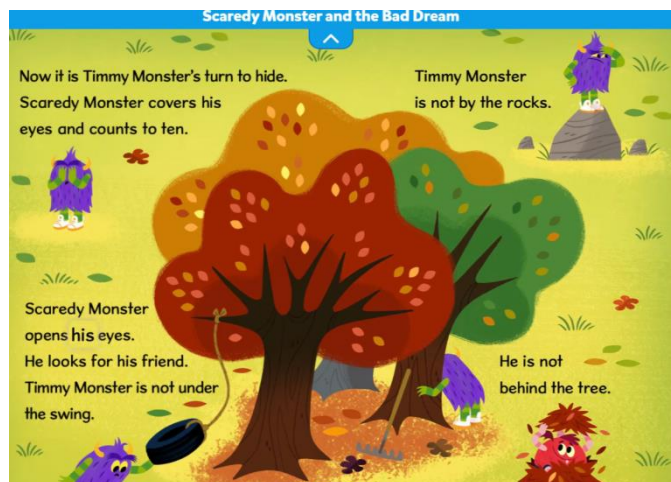 Scaredy Monster and the Bad Dream
Now it is Timmy Monster's turn to hide.
Scaredy Monster covers his
eyes and counts to ten.
Scaredy Monster
opens his eyes.
He looks for his friend.
Timmy Monster is not under
the swing.
Timmy Monster
is not by the rocks.
He is not
behind the tree.